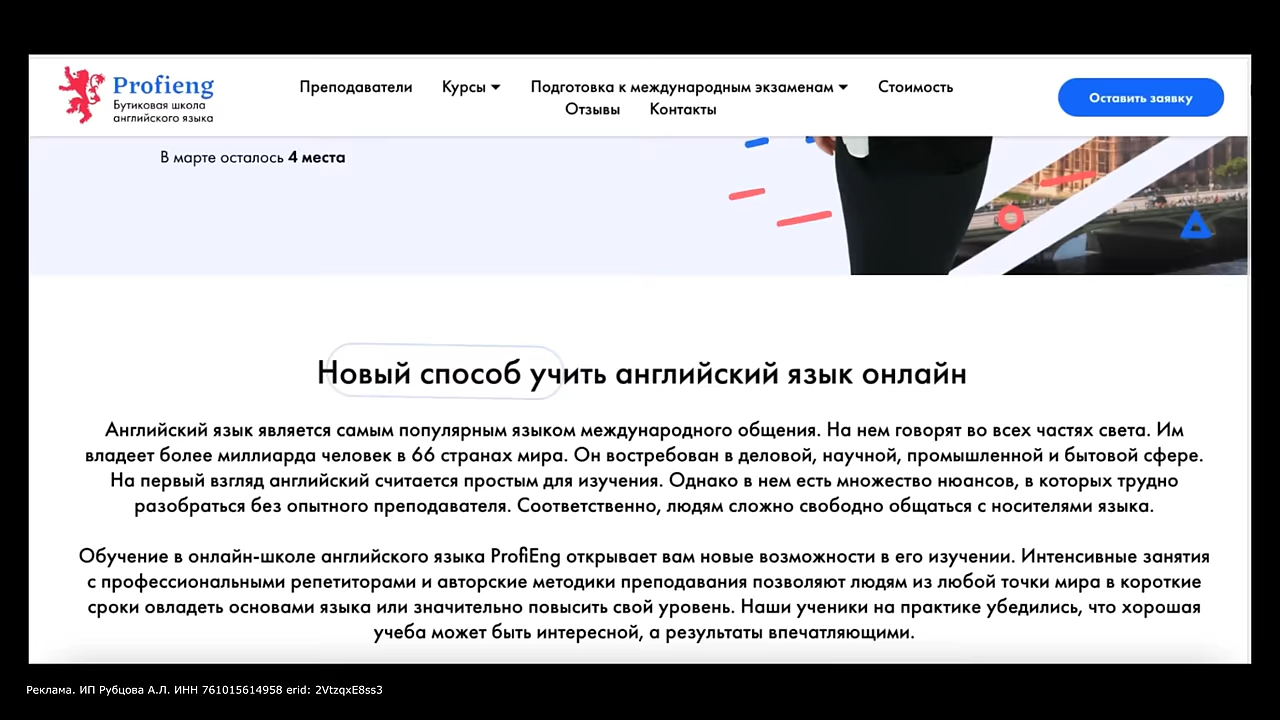 Profieng
Бутиковая школа
английского языка
Преподаватели Курсы Подготовка к международным экзаменам Стоимость
Отзывы Контакты
Оставить заявку
В марте осталось 4 места
Новый способ учить английский язык онлайн
Английский язык является самым популярным языком международного общения. На нем говорят во всех частях света. Им
владеет более миллиарда человек в 66 странах мира. Он востребован в деловой, научной, промышленной и бытовой сфере.
На первый взгляд английский считается простым для изучения. Однако в нем есть множество нюансов, в которых трудно
разобраться без опытного преподавателя. Соответственно, людям сложно свободно общаться с носителями языка.
Обучение в онлайн-школе английского языка ProfiEng открывает вам новые возможности в его изучении. Интенсивные занятия
с профессиональными репетиторами и авторские методики преподавания позволяют людям из любой точки мира в короткие
сроки овладеть основами языка или значительно повысить свой уровень. Наши ученики на практике убедились, что хорошая
учеба может быть интересной, а результаты впечатляющими.
Реклама. ИП Рубцова А.Л. ИНН 761015614958 erid: 2VtzqxE8ss3